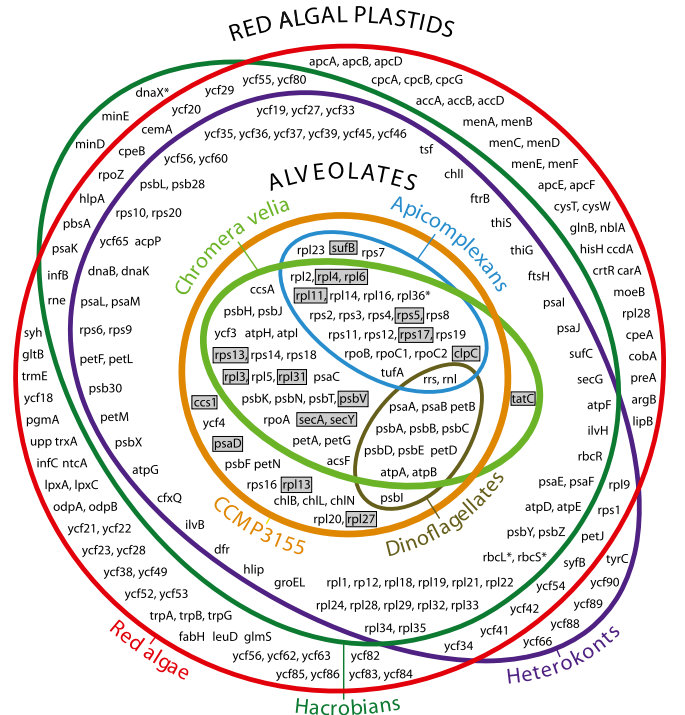 RED ALGAL PLASTIDS
apcA, apcB, apcD
ycf55, ycf80
cpcA, cpcB, cpcG
dnaX*
ycf29
accA, accB, accD
minE
ycf20
ycf19, ycf27, ycf33
menA, menB
cemA
ycf35, ycf36, ycf37, ycf39, ycf45, ycf46
minD
cpeB
tsf
menC, menD
ycf56, ycf60
menE, menF
rpoZ
chlI
psbL, psb28
ALVEOLATES
apcE, apcF
hlpA
ftrB
cysT, cysW
rps10, rps20
Chromera velia
Apicomplexans
pbsA
thiS
glnB, nblA
ycf65 acpP
psaK
rpl23
sufB
rps7
thiG
hisH ccdA
infB
dnaB, dnaK
rpl2,
rpl4, rpl6
ftsH
crtR carA
rne
psaL, psaM
ccsA
rpl11,
rpl14, rpl16, rpl36*
psaI
moeB
psbH, psbJ
rps2, rps3, rps4,
rps5,
rps8
rpl28
syh
rps6, rps9
ycf3 atpH, atpI
rps11, rps12,
rps17,
rps19
psaJ
cpeA
gltB
petF, petL
rps13,
rps14, rps18
rpoB, rpoC1, rpoC2
clpC
sufC
cobA
trmE
rpl3,
rpl5,
rpl31
psaC
tufA
rrs, rnl
secG
preA
ycf18
psb30
ccs1
psbK, psbN, psbT,
psbV
psaA, psaB petB
tatC
atpF
argB
pgmA
petM
ycf4
rpoA
secA, secY
psbA, psbB, psbC
ilvH
lipB
upp trxA
psbX
psaD
petA, petG
psbD, psbE petD
rbcR
infC ntcA
atpG
psbF petN
acsF
atpA, atpB
psaE, psaF
rpl9
lpxA, lpxC
rps16
rpl13
psbI
cfxQ
chlB, chlL, chlN
atpD, atpE
rps1
odpA, odpB
rpl20,
rpl27
ycf21, ycf22
ilvB
CCMP3155
Dinoflagellates
psbY, psbZ
petJ
ycf23, ycf28
dfr
rbcL*, rbcS*
syfB
tyrC
ycf38, ycf49
hlip
groEL
rpl1, rp12, rpl18, rpl19, rpl21, rpl22
ycf54
ycf90
ycf52, ycf53
rpl24, rpl28, rpl29, rpl32, rpl33
ycf42
ycf89
trpA, trpB, trpG
rpl34, rpl35
ycf41
ycf88
fabH leuD glmS
ycf34
ycf66
Red algae
ycf56, ycf62, ycf63
ycf82
Heterokonts
ycf85, ycf86
ycf83, ycf84
Hacrobians